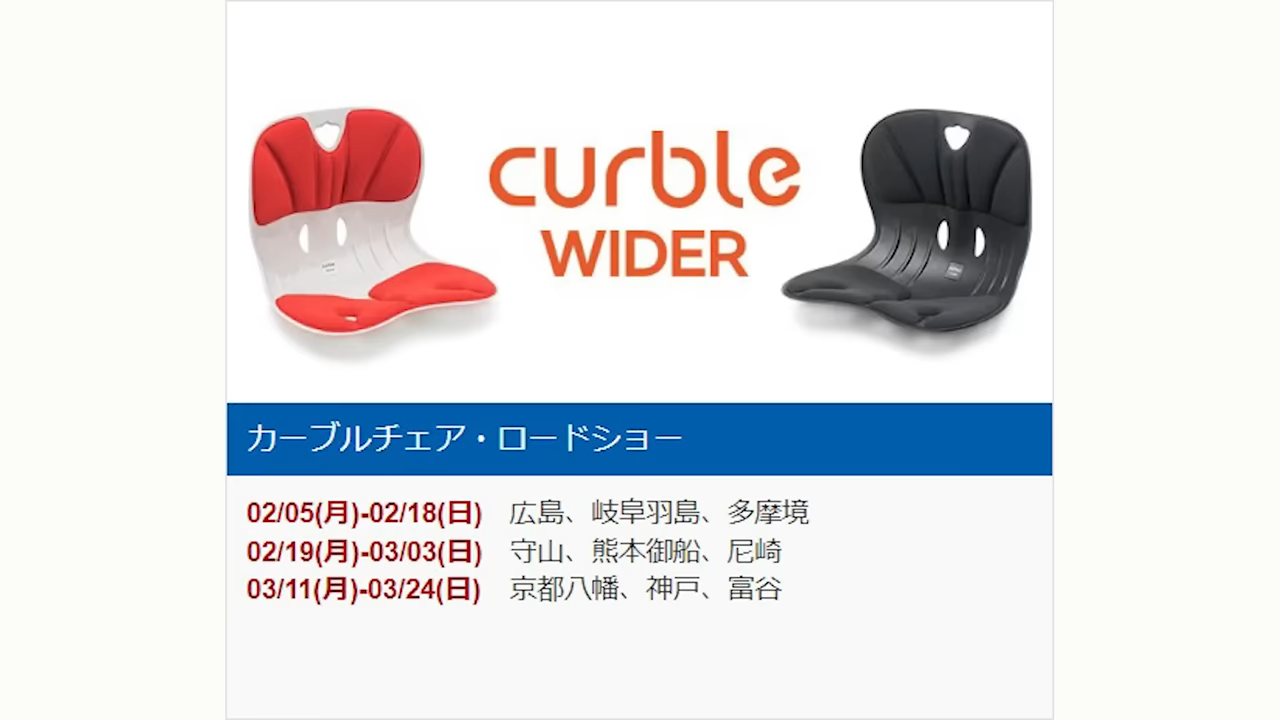 curble
WIDER
カーブルチェア・ロードショー
02/05(月)-02/18(日) 広島、岐阜羽島、多摩境
02/19(月)-03/03(日) 守山、熊本御船、尼崎
03/11(月)-03/24(日) 京都八幡、神戸、富谷